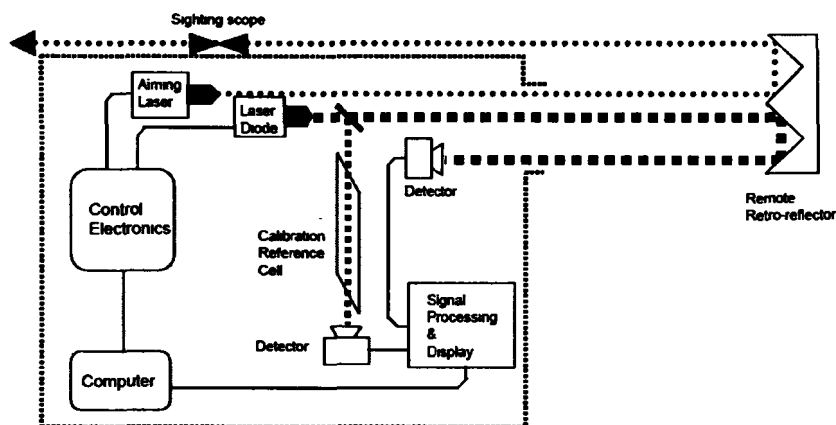 Sighting scope
Aiming
Laser
Laser
Diode
Detector
Remote
Retro-reflector
Control
Electronics
Calibration
Reference
Cell
Signal
Processing
&
Display
Detector
Computer